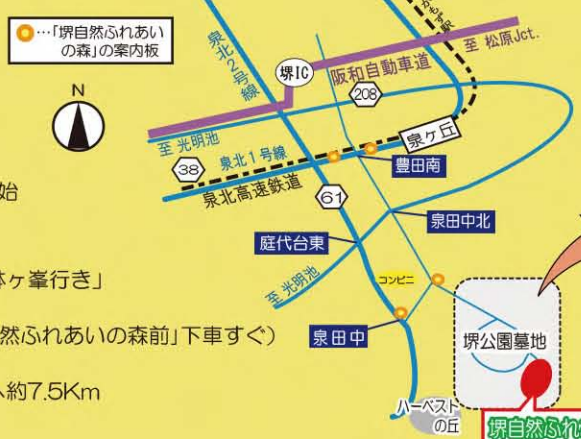 …「堺自然ふれあい
の森」の案内板
N
始
ヶ峯行き」
然ふれあいの森前」下車すぐ)
約7.5Km
泉北2号線
堺IC
阪和自動車道
至 松原Jct.
208
至 光明池
泉ヶ丘
38
泉北1号線
豊田南
泉北高速鉄道
61
泉田中北
庭代台東
至 光明池
コンビニ
泉田中
堺公園墓地
ハーベスト
の丘
堺自然ふれ